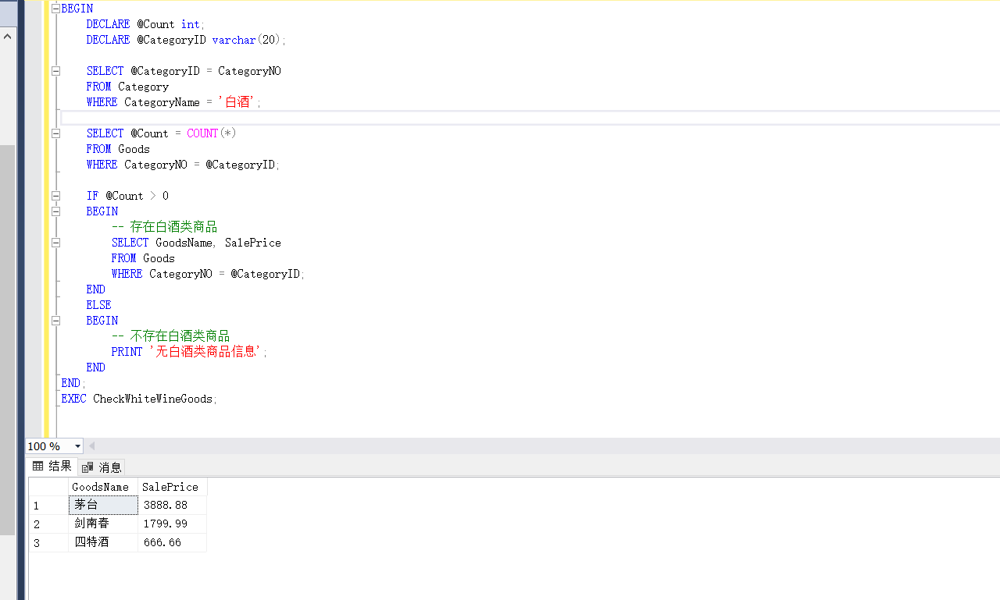 BEGIN
DECLARE @Count int;
DECLARE @CategoryID varchar(20);
SELECT @CategoryID = CategoryNO
FROM Category
WHERE CategoryName = '白酒';
SELECT @Count = COUNT(*)
FROM Goods
WHERE CategoryNO = @CategoryID;
IF @Count > 0
BEGIN
-- 存在白酒类商品
SELECT GoodsName, SalePrice
FROM Goods
WHERE CategoryNO = @CategoryID;
END
ELSE
BEGIN
-- 不存在白酒类商品
PRINT '无白酒类商品信息';
END
END;
EXEC CheckWhiteWineGoods;
100 %
结果 消息
GoodsName SalePrice
1 茅台 3888.88
2 剑南春 1799.99
3 四特酒 666.66